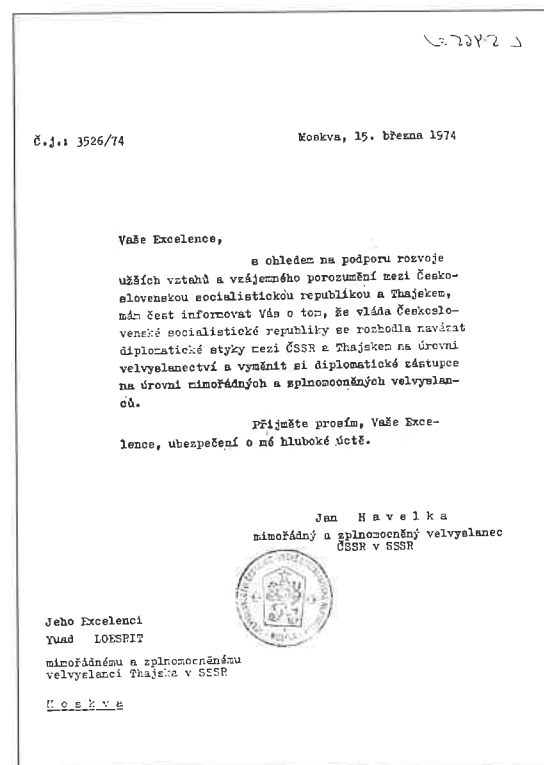 Č.j.: 3526/74
Moskva, 15. března 1974
Vaše Excelence,
s ohledem na podporu rozvoje
užších vztahů a vzájemného porozumění mezi Česko-
slovenskou socialistickou republikou a Thajskem,
mám čest informovat Vás o tom, že vláda Českoslo-
venské socialistické republiky se rozhodla navázat
diplomatické styky mezi ČSSR a Thajskem na úrovni
velvyslanectví a vyměnit si diplomatické zástupce
na úrovni mimořádných a zplnomocněných velvyslan-
ců.
Přijměte prosím, Vaše Exce-
lence, ubezpečení o mé hluboké úctě.
Jan Havelka
mimořádný a zplnomocněný velvyslanec
ČSSR v SSSR
Jeho Excelenci
Yuad LOESRIT
mimořádnému a zplnomocněnému
velvyslanci Thajska v SSSR
Moskva